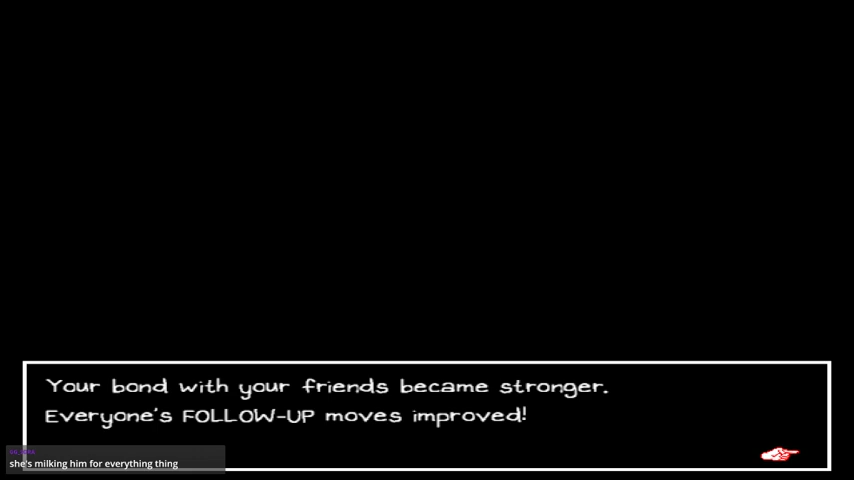 Your bond with your friends became stronger.
Everyone's FOLLOW-UP moves improved!
she's milking him for everything thing